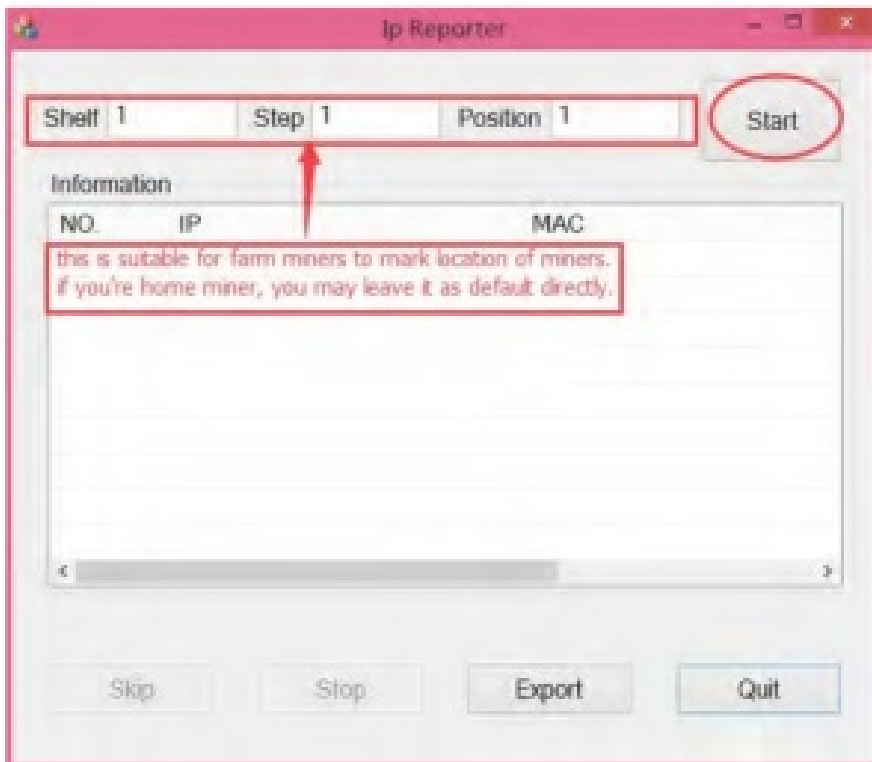 Ip Reporter
Shelf 1 Step 1 Position 1 Start
Information
NO. IP MAC
this is suitable for farm miners to mark location of miners.
if you're home miner, you may leave it as default directly.
Skip Stop Export Quit